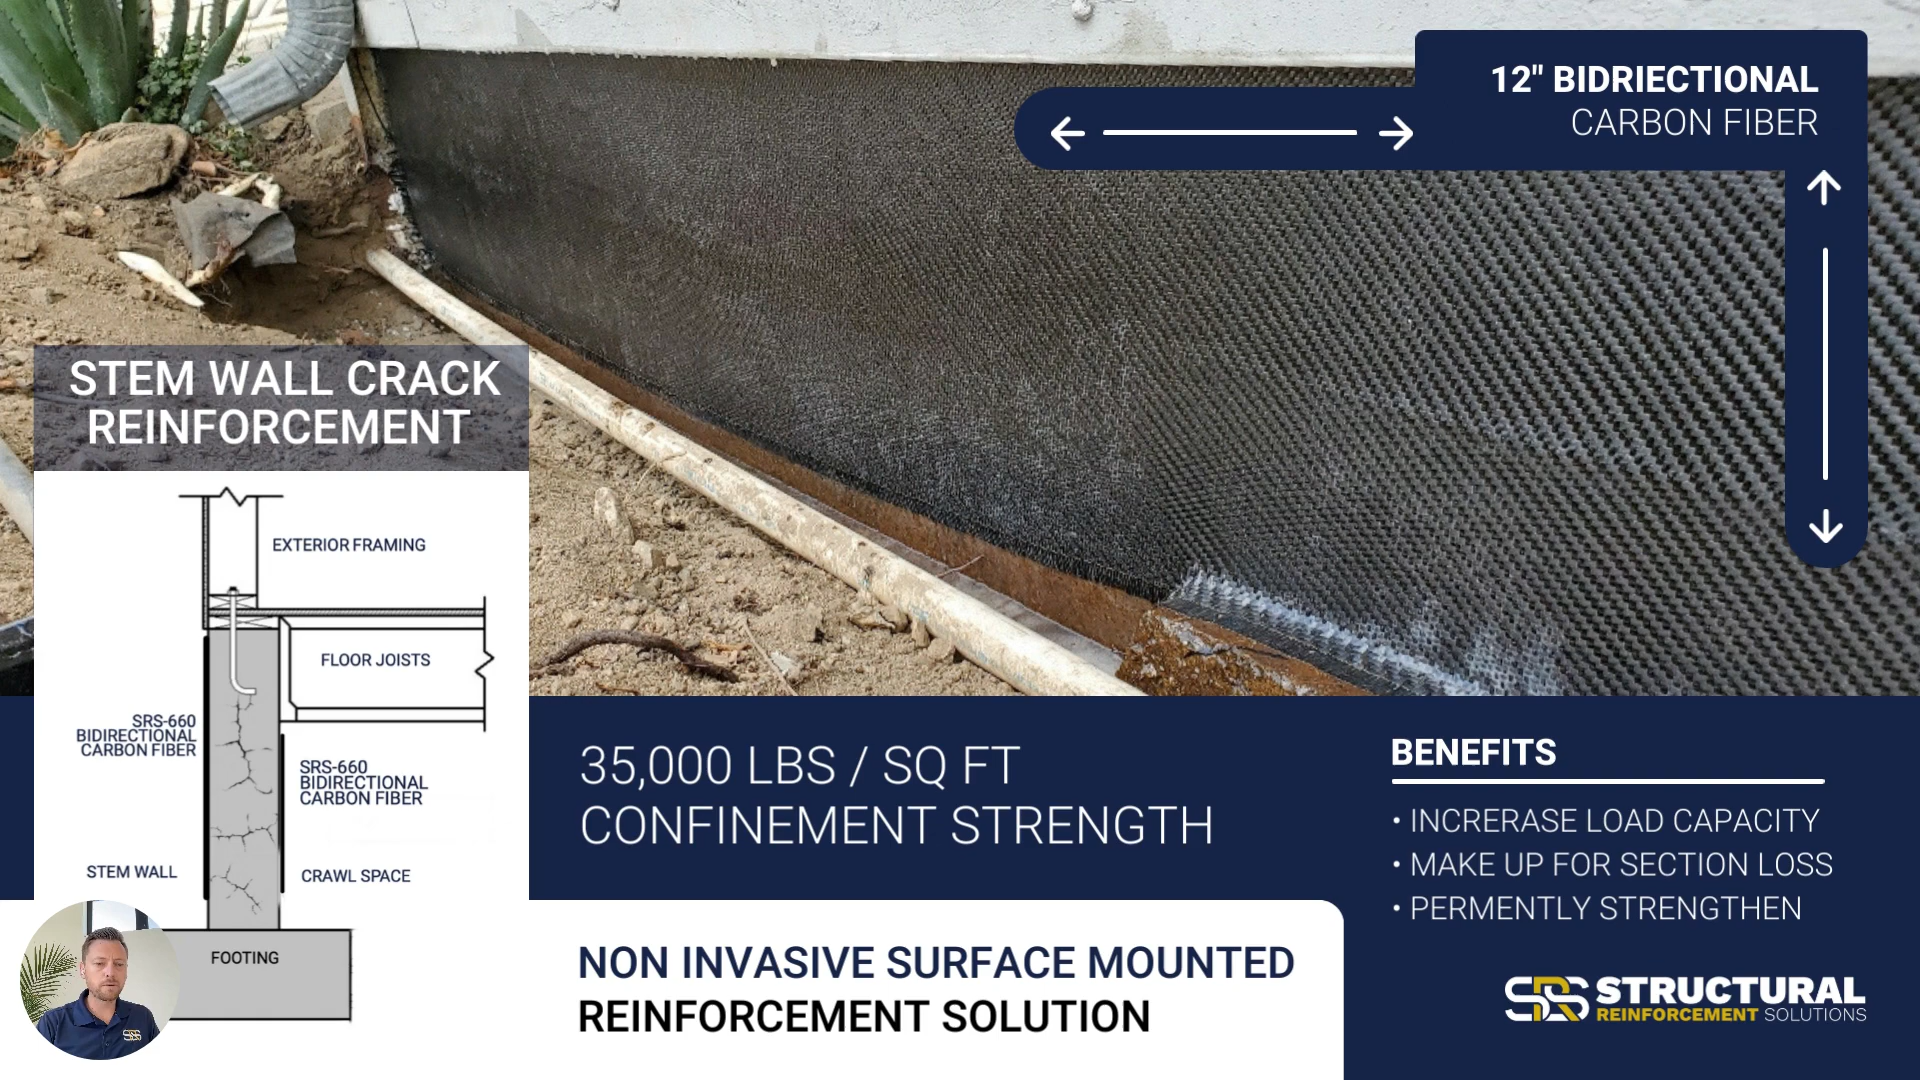 12" BIDRIECTIONAL
CARBON FIBER
STEM WALL CRACK
REINFORCEMENT
EXTERIOR FRAMING
FLOOR JOISTS
SRS-660
BIDIRECTIONAL
CARBON FIBER
SRS-660
BIDIRECTIONAL
CARBON FIBER
STEM WALL
CRAWL SPACE
FOOTING
35,000 LBS / SQ FT
CONFINEMENT STRENGTH
BENEFITS
• INCRERASE LOAD CAPACITY
• MAKE UP FOR SECTION LOSS
• PERMENTLY STRENGTHEN
NON INVASIVE SURFACE MOUNTED
REINFORCEMENT SOLUTION
SRS STRUCTURAL
REINFORCEMENT SOLUTIONS
SRS